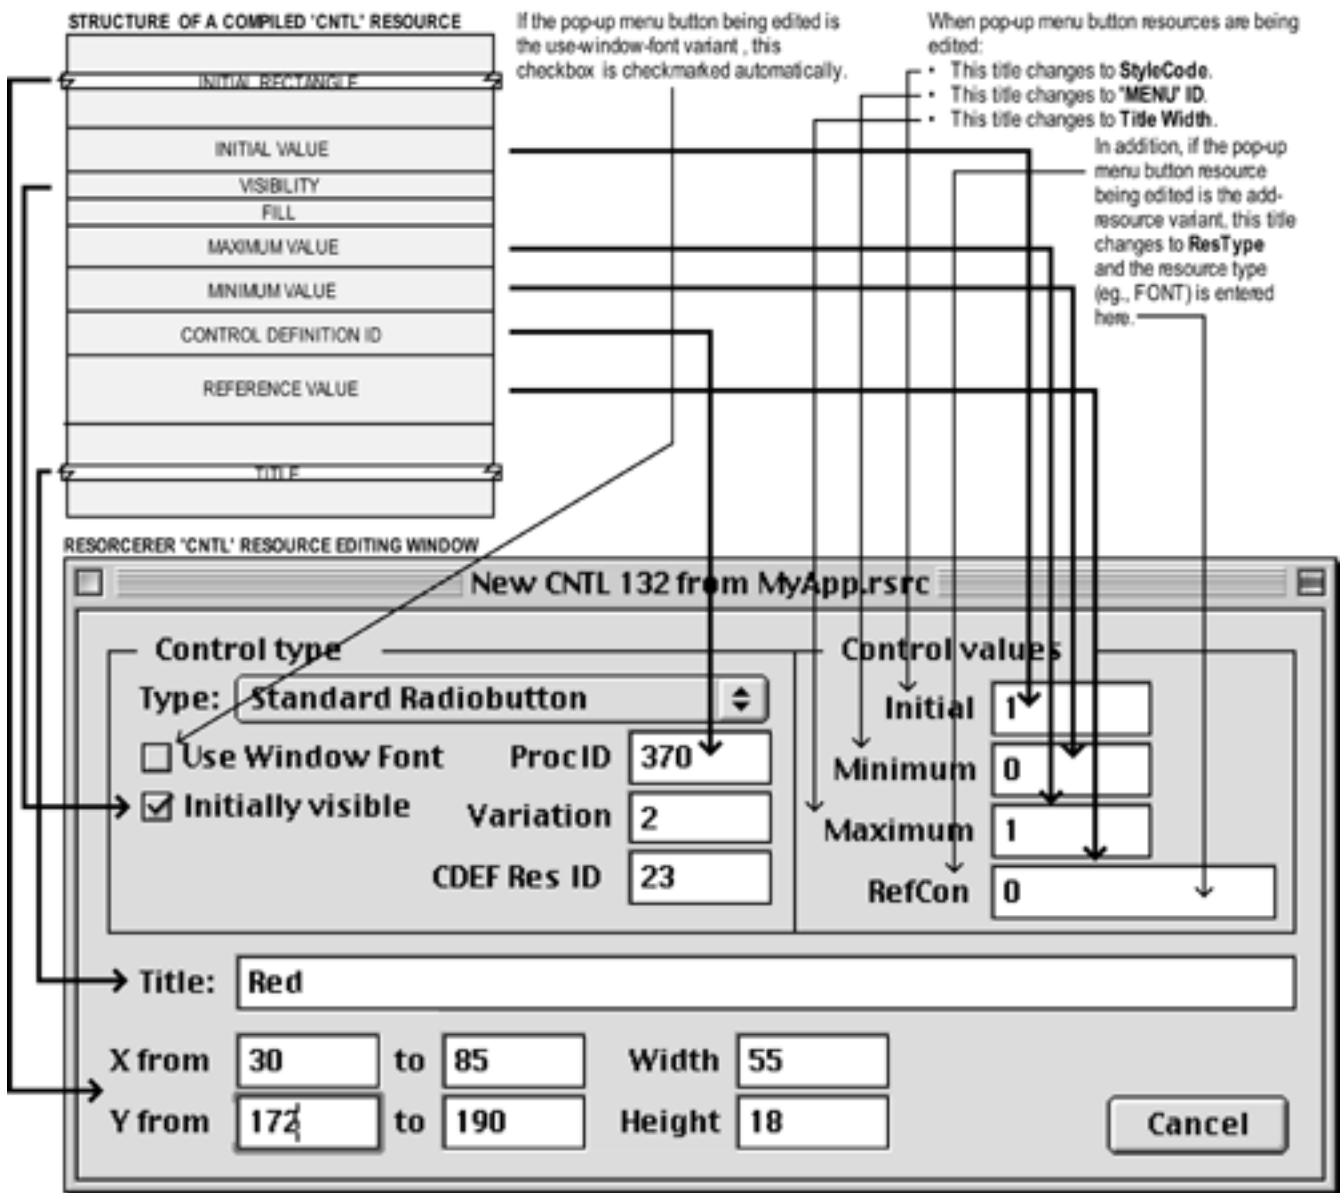 STRUCTURE OF A COMPILED 'CNTL' RESOURCE
INITIAL RECTANGLE
INITIAL VALUE
VISIBILITY
FILL
MAXIMUM VALUE
MINIMUM VALUE
CONTROL DEFINITION ID
REFERENCE VALUE
TITLE
If the pop-up menu button being edited is
the use-window-font variant , this
checkbox is checkmarked automatically.
When pop-up menu button resources are being
edited:
• This title changes to StyleCode.
• This title changes to 'MENU' ID.
• This title changes to Title Width.
In addition, if the pop-up
menu button resource
being edited is the add-
resource variant, this title
changes to ResType
and the resource type
(eg., FONT) is entered
here.
RESORCERER 'CNTL' RESOURCE EDITING WINDOW
New CNTL 132 from MyApp.rsrc
Control type
Type: Standard Radiobutton
Use Window Font
ProcID 370
Initially visible
Variation 2
CDEF Res ID 23
Control values
Initial 1
Minimum 0
Maximum 1
RefCon 0
Title: Red
X from 30 to 85 Width 55
Y from 172 to 190 Height 18
Cancel